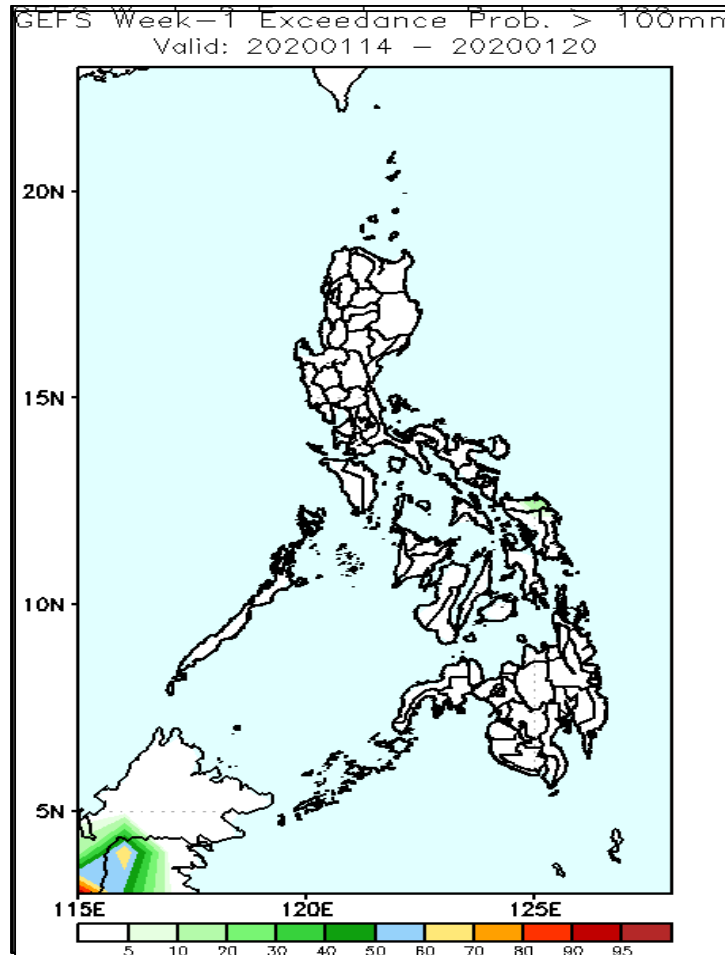 GEFS Week-1 Exceedance Prob. > 100mm
Valid: 20200114 - 20200120
20N
15N
10N
5N
115E 120E 125E
5 10 20 30 40 50 60 70 80 90 95